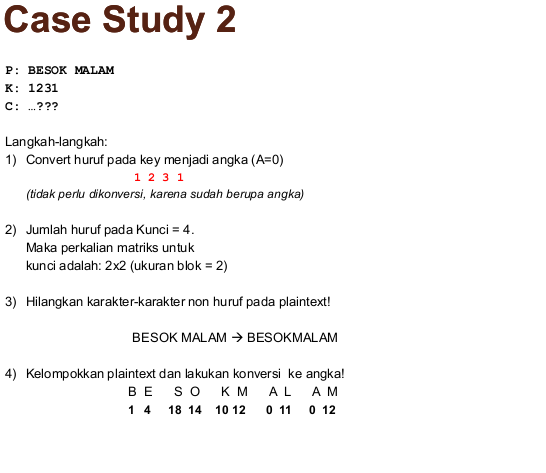 Case Study 2
P: BESOK MALAM
K: 1231
C: …???
Langkah-langkah:
1) Convert huruf pada key menjadi angka (A=0)
1 2 3 1
(tidak perlu dikonversi, karena sudah berupa angka)
2) Jumlah huruf pada Kunci = 4.
Maka perkalian matriks untuk
kunci adalah: 2x2 (ukuran blok = 2)
3) Hilangkan karakter-karakter non huruf pada plaintext!
BESOK MALAM → BESOKMALAM
4) Kelompokkan plaintext dan lakukan konversi ke angka!
B E S O K M A L A M
1 4 18 14 10 12 0 11 0 12